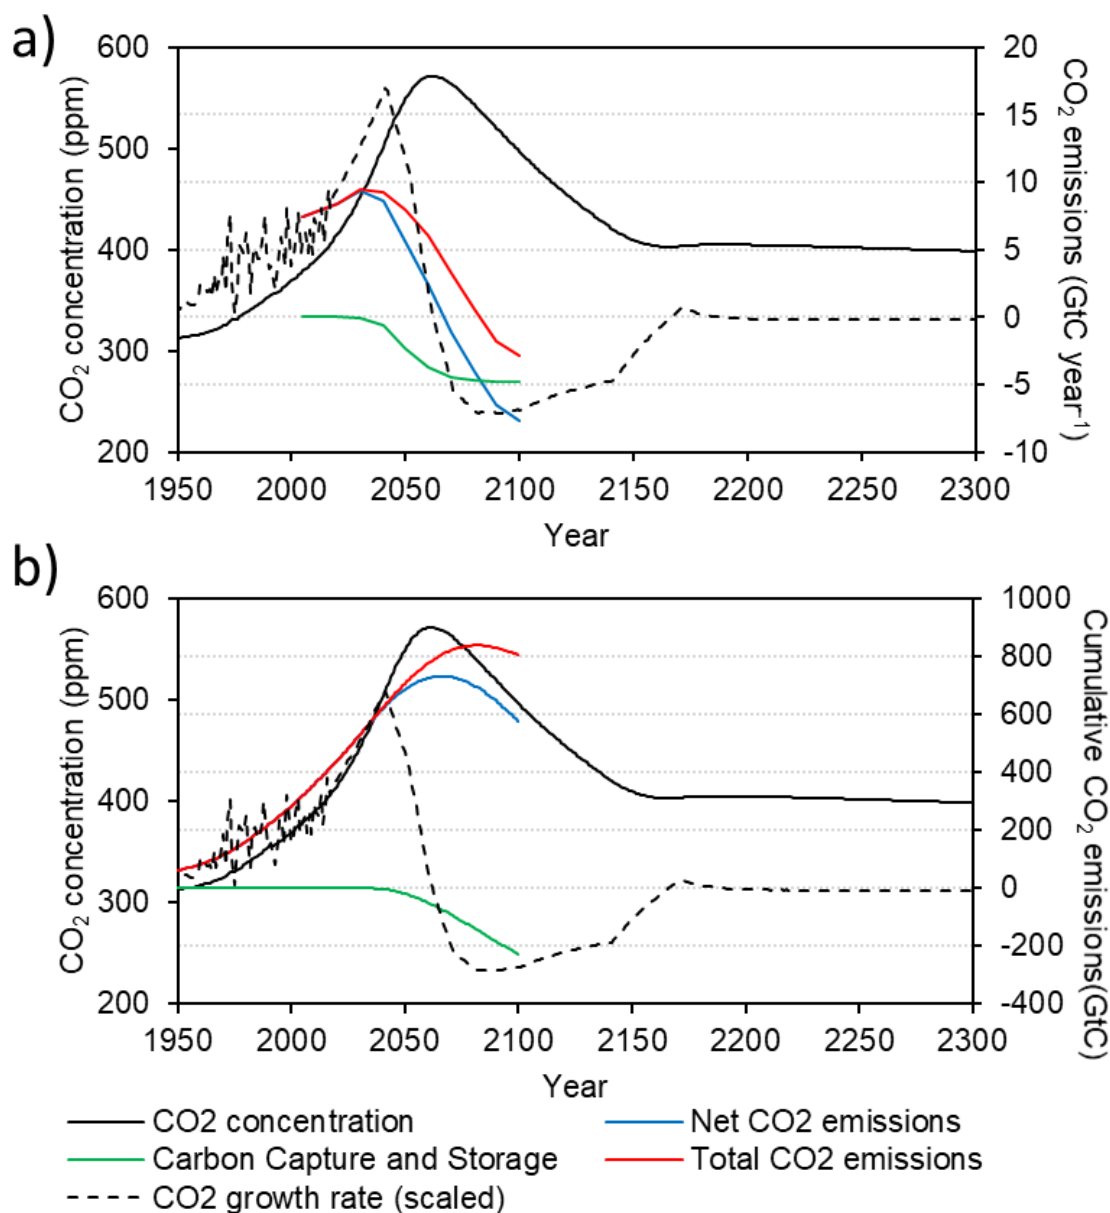 a)
CO₂ concentration (ppm)
600
500
400
300
200
20
15
10
5
0
-5
-10
CO₂ emissions (GtC year⁻¹)
1950 2000 2050 2100 2150 2200 2250 2300
Year
b)
CO₂ concentration (ppm)
600
500
400
300
200
1000
800
600
400
200
0
-200
-400
Cumulative CO₂ emissions(GtC)
1950 2000 2050 2100 2150 2200 2250 2300
Year
CO2 concentration
Net CO2 emissions
Carbon Capture and Storage
Total CO2 emissions
CO2 growth rate (scaled)